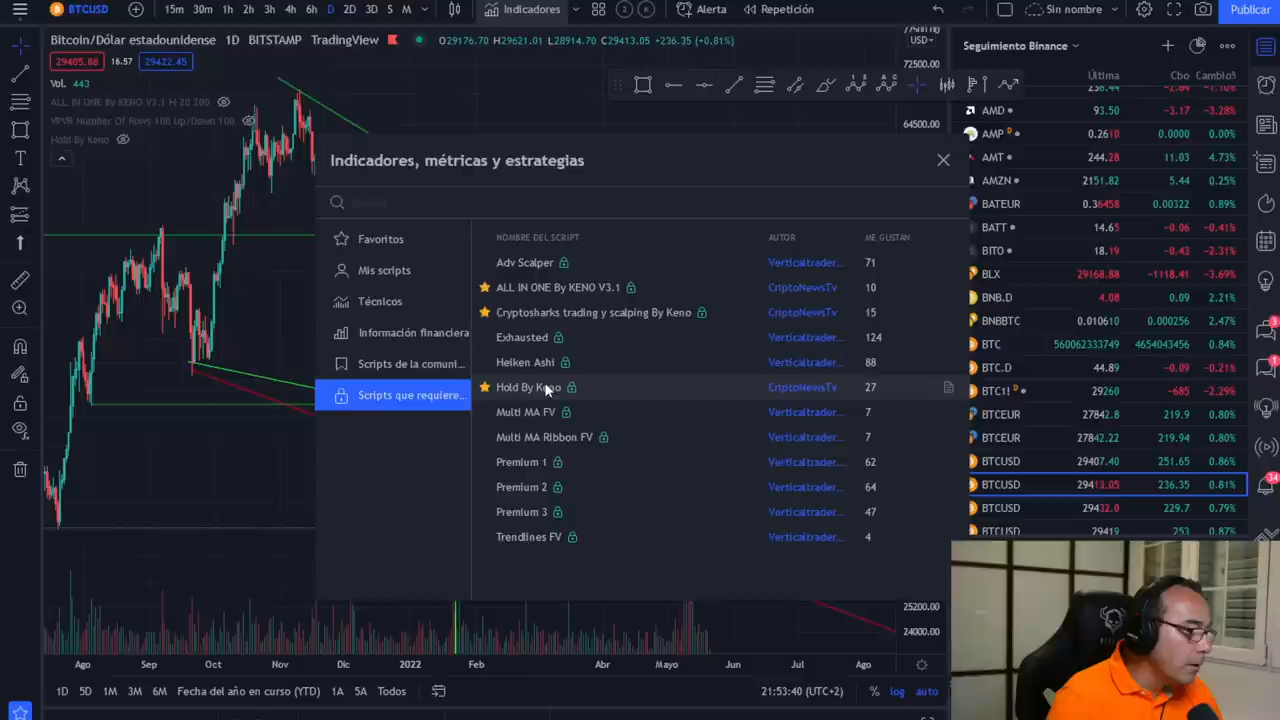 BTCUSD 15m 30m 1h 2h 3h 4h 6h D 2D 3D S M Indicadores Alerta Repetición Sin nombre Publicar
Bitcoin/Dólar estadounidense 1D BITSTAMP TradingView O29176.70 H29621.01 L28914.70 C29413.05 +236.35 (+0.81%)
USD
29405.88 16.57 29422.45
Vol. 443
ALL IN ONE By KENO V3.1 H 20 200
VPVR Number Of Rows 100 Up/Down 100
Hold By Keno
72500.00
64500.00
Indicadores, métricas y estrategias
Favoritos
Mis scripts
Técnicos
Información financiera
Scripts de la comuni...
Scripts que requiere...
NOMBRE DEL SCRIPT AUTOR ME GUSTAN
Adv Scalper Verticaltrader... 71
ALL IN ONE By KENO V3.1 CriptoNewsTv 10
Cryptosharks trading y scalping By Keno CriptoNewsTv 15
Exhausted Verticaltrader... 124
Heiken Ashi Verticaltrader... 88
Hold By Keno CriptoNewsTv 27
Multi MA FV Verticaltrader... 7
Multi MA Ribbon FV Verticaltrader... 7
Premium 1 Verticaltrader... 62
Premium 2 Verticaltrader... 64
Premium 3 Verticaltrader... 47
Trendlines FV Verticaltrader... 4
25200.00
24000.00
Ago Sep Oct Nov Dic 2022 Feb Abr Mayo Jun Jul Ago
1D 5D 1M 3M 6M Fecha del año en curso (YTD) 1A 5A Todos 21:53:40 (UTC+2) % log auto
Seguimiento Binance
Última Cbo Cambio%
AMD 93.50 -3.17 -3.28%
AMP D 0.2610 0.0000 0.00%
AMT 244.28 11.03 4.73%
AMZN 2151.82 5.44 0.25%
BATEUR 0.36458 0.00322 0.89%
BATT 14.65 -0.06 -0.41%
BITO 18.19 -0.43 -2.31%
BLX 29168.88 -1118.41 -3.69%
BNB.D 4.08 0.09 2.21%
BNBBTC 0.010610 0.000256 2.47%
BTC 560062333749 4654043456 0.84%
BTC.D 44.89 -0.09 -0.21%
BTC1! D 29260 -685 -2.29%
BTCEUR 27842.8 219.9 0.80%
BTCEUR 27842.22 219.94 0.80%
BTCUSD 29407.40 251.65 0.86%
BTCUSD 29413.05 236.35 0.81%
BTCUSD 29432.0 229.7 0.79%
BTCUSD 29419 253 0.87%
3
34